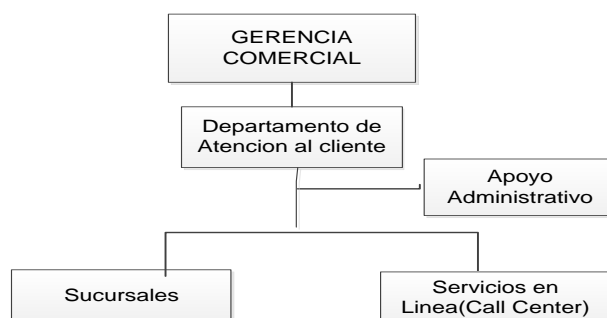 GERENCIA
COMERCIAL
Departamento de
Atencion al cliente
Apoyo
Administrativo
Sucursales
Servicios en
Linea(Call Center)